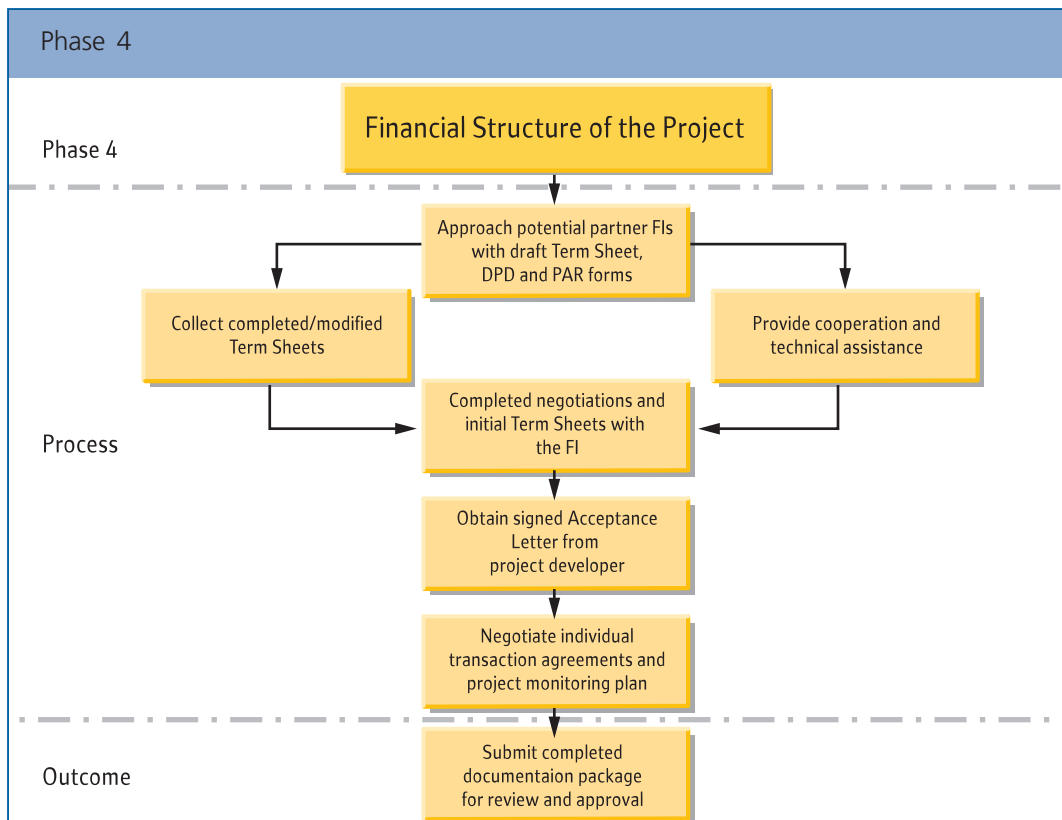 Phase 4
Financial Structure of the Project
Phase 4
Approach potential partner FIs
with draft Term Sheet,
DPD and PAR forms
Collect completed/modified
Term Sheets
Provide cooperation and
technical assistance
Completed negotiations and
initial Term Sheets with
the FI
Process
Obtain signed Acceptance
Letter from
project developer
Negotiate individual
transaction agreements and
project monitoring plan
Submit completed
documentaion package
for review and approval
Outcome